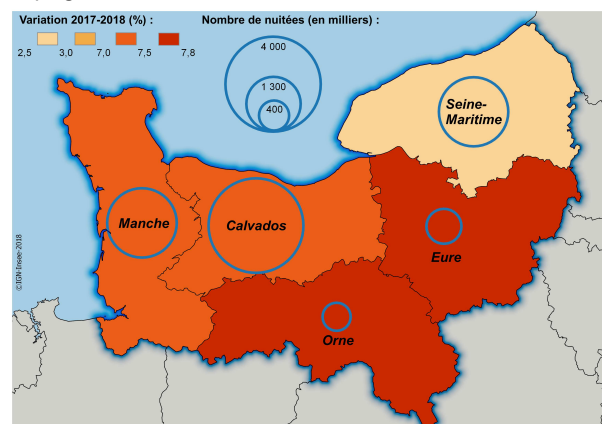 Variation 2017-2018 (%) :
Nombre de nuitées (en milliers) :
2,5 3,0 7,0 7,5 7,8
4 000
1 300
400
Seine-
Maritime
Manche
Calvados
Eure
Orne
©IGN-Insee-2018